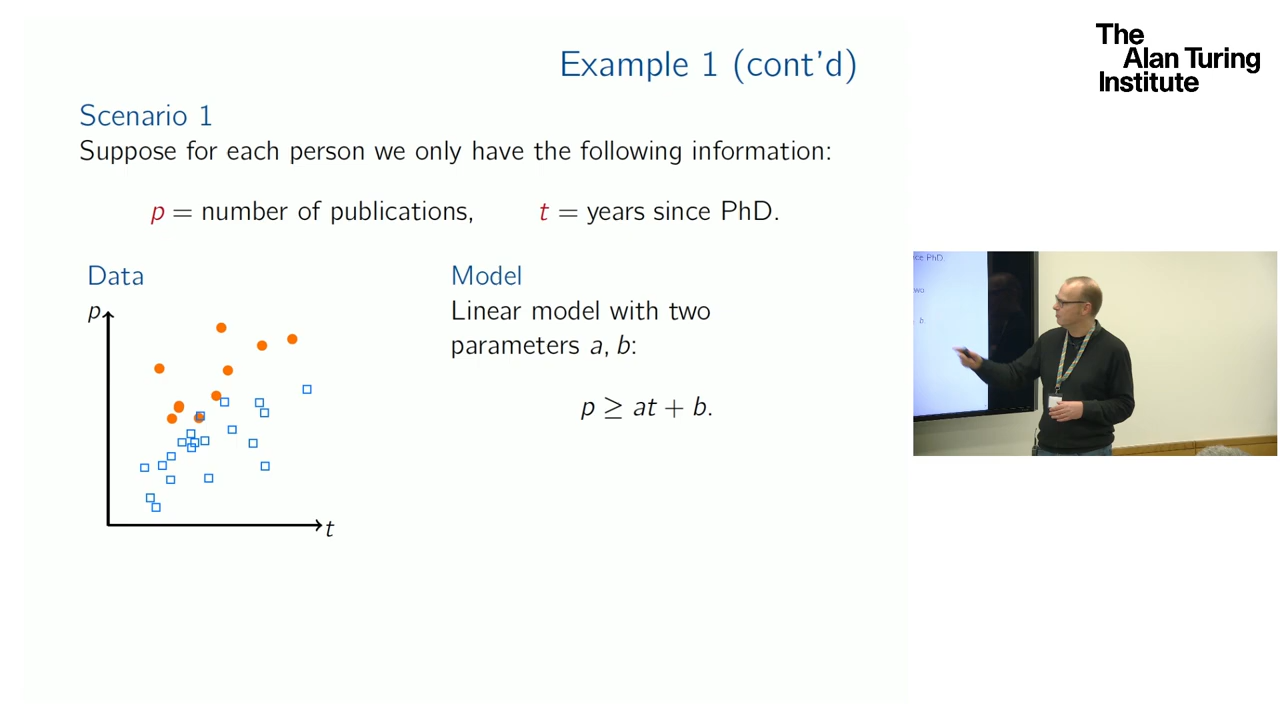 Example 1 (cont'd)
The
Alan Turing
Institute
Scenario 1
Suppose for each person we only have the following information:
p = number of publications, t = years since PhD.
Data
p
t
Model
Linear model with two
parameters a, b:
p ≥ at + b.
PhD.
b.